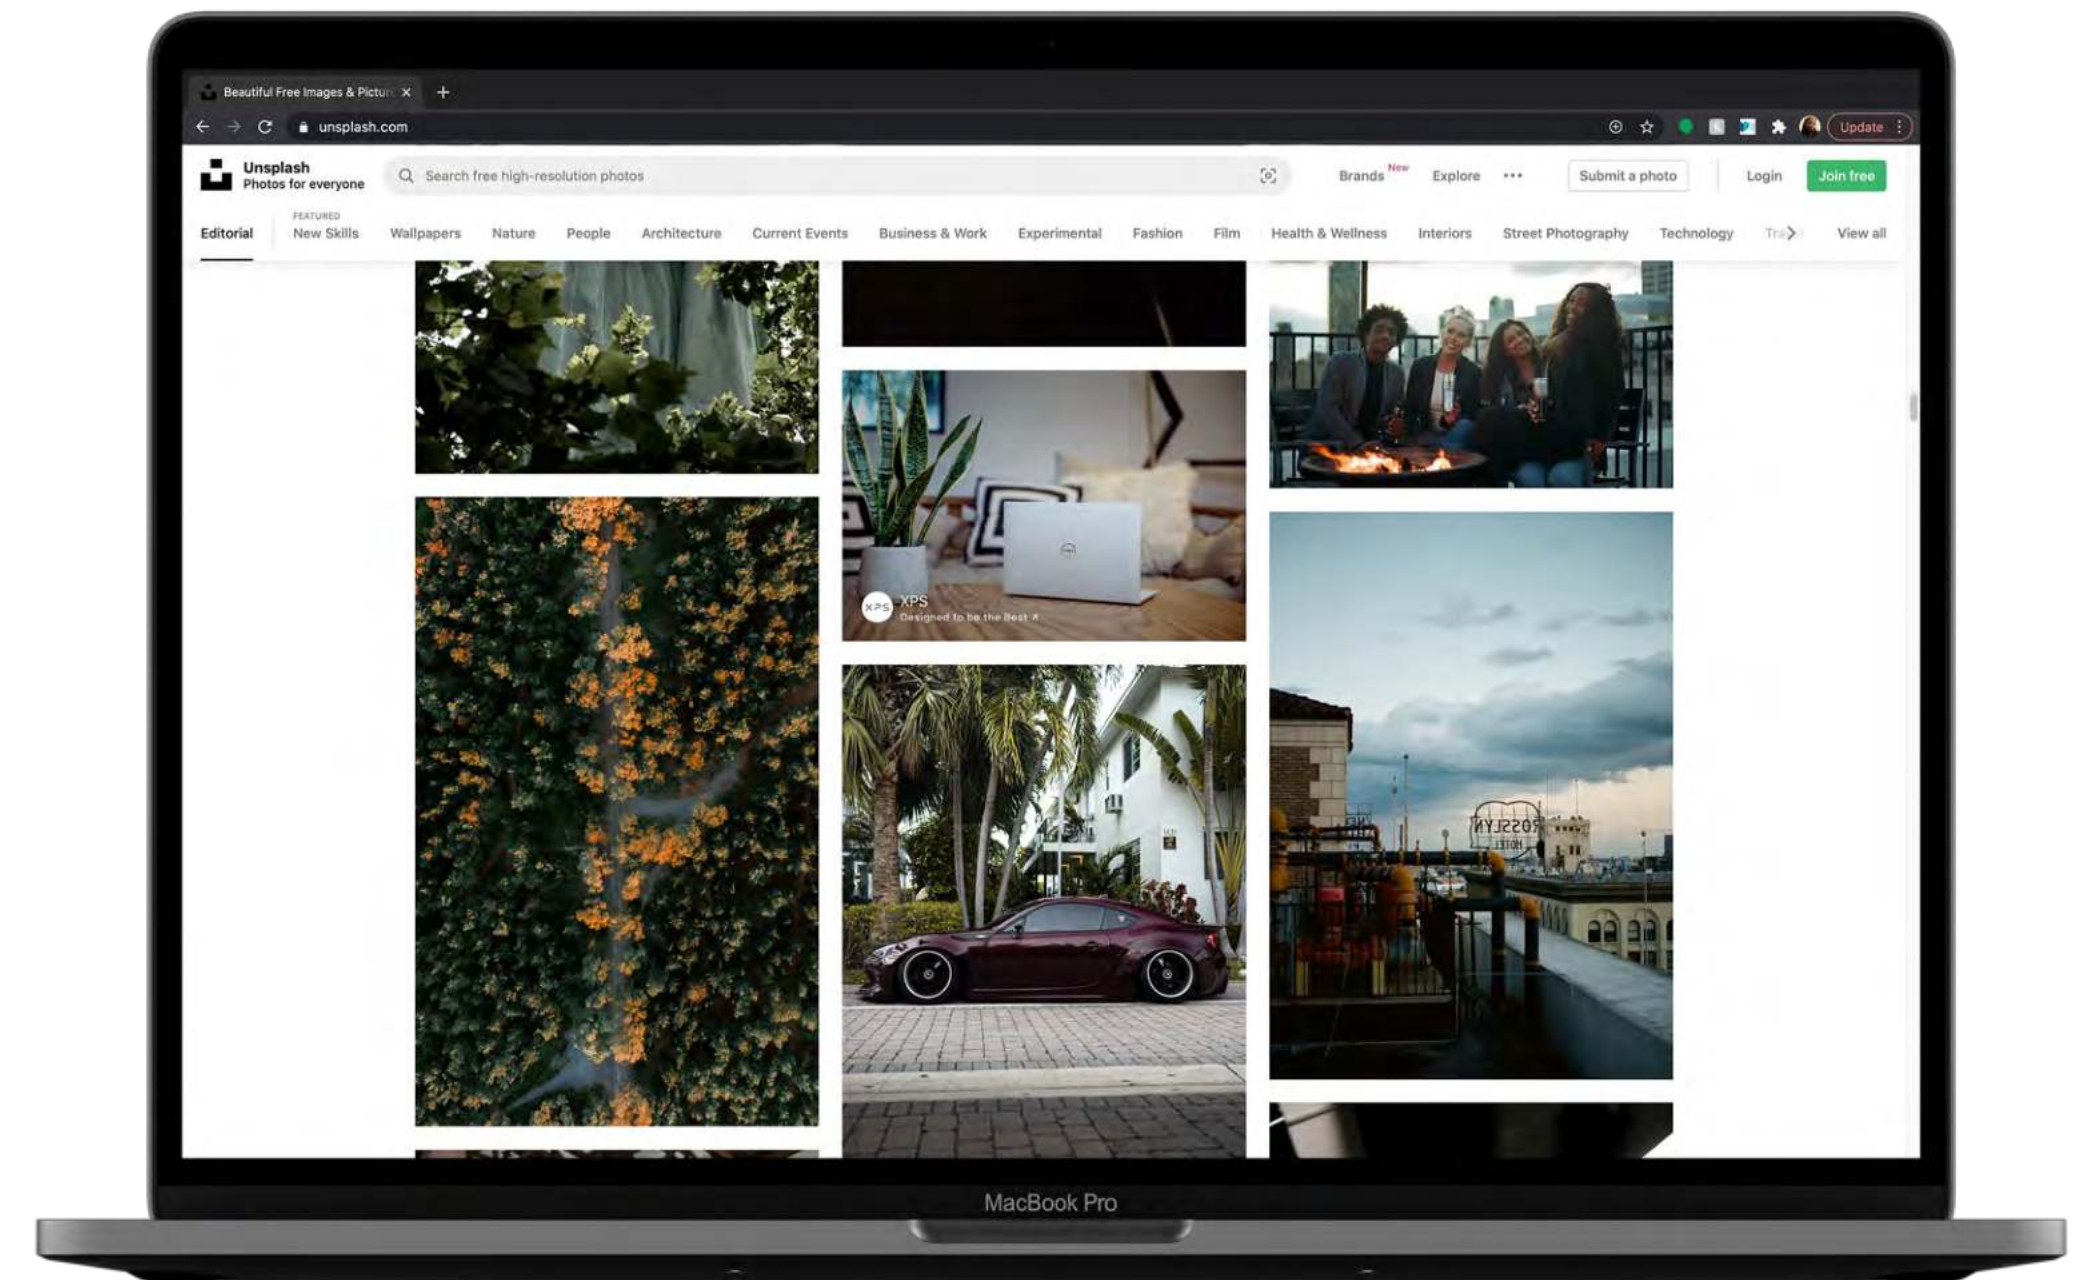 Beautiful Free Images & Pictur
unsplash.com
Update
Unsplash
Photos for everyone
Search free high-resolution photos
Brands New
Explore
Submit a photo
Login
Join free
Editorial
FEATURED
New Skills
Wallpapers
Nature
People
Architecture
Current Events
Business & Work
Experimental
Fashion
Film
Health & Wellness
Interiors
Street Photography
Technology
View all
XPS
XPS
Designed to be the Best
ROSSLYN
HOTEL
MacBook Pro